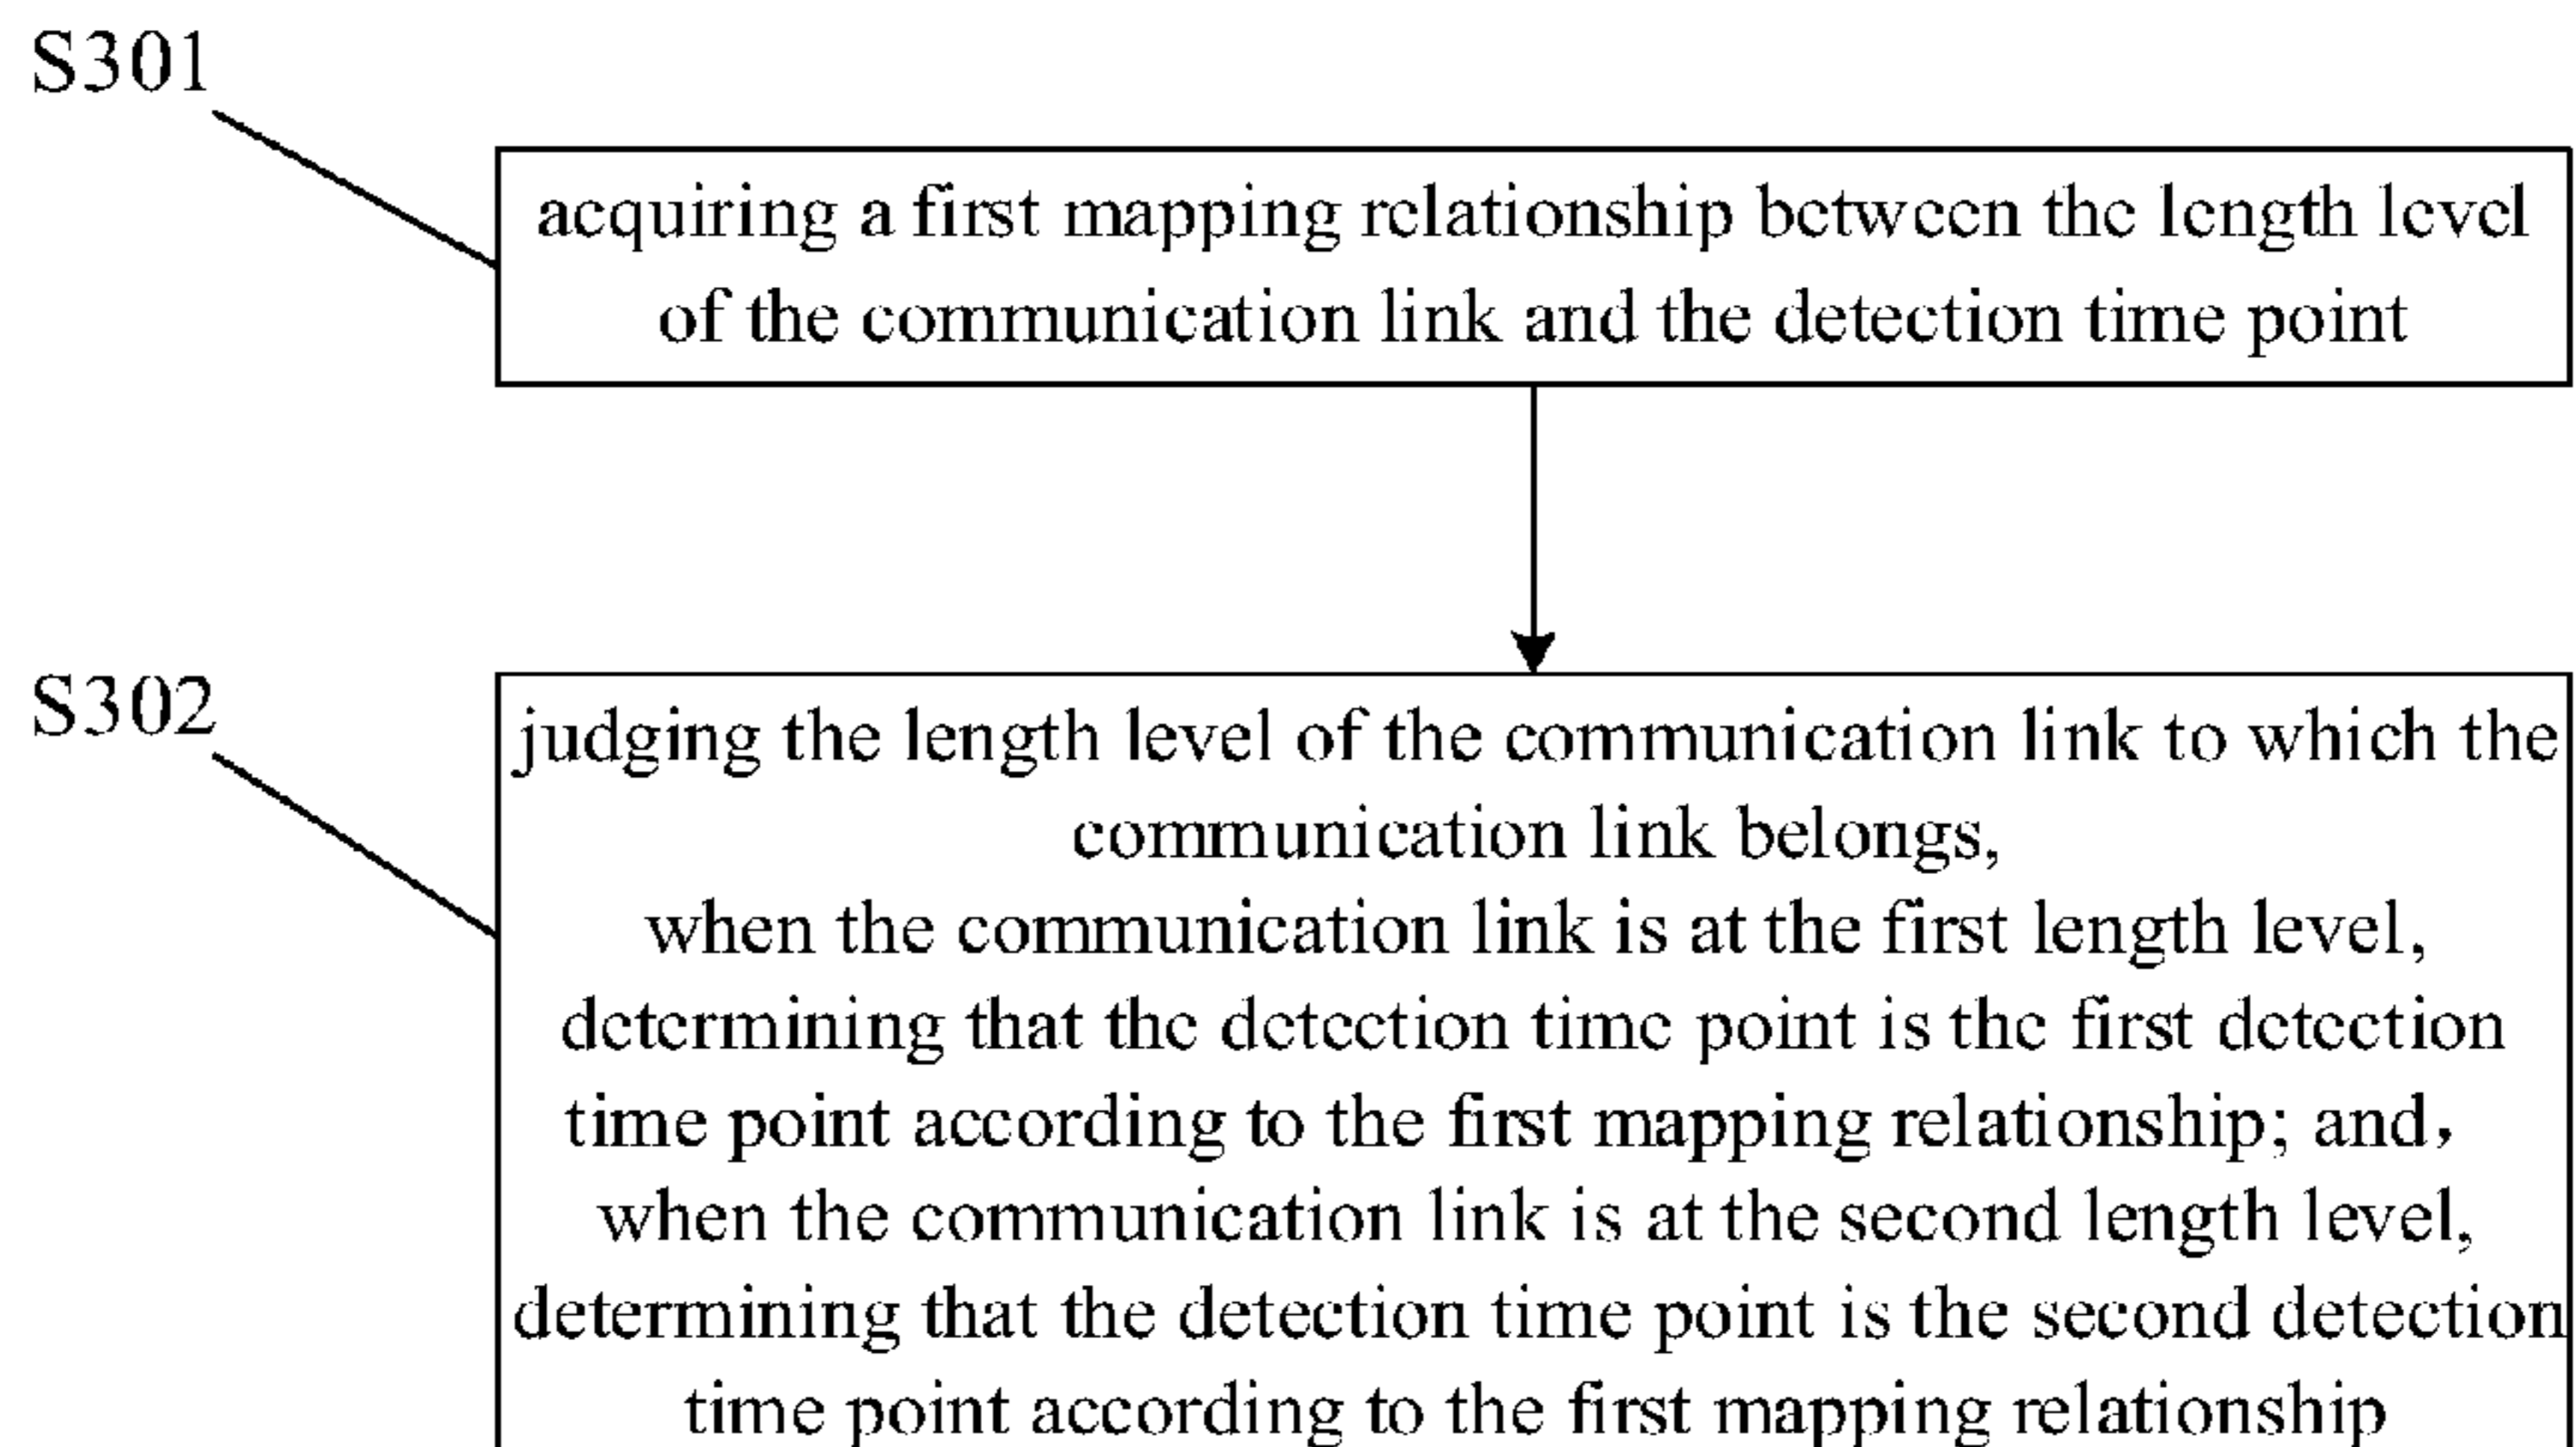 S301
acquiring a first mapping relationship between the length level
of the communication link and the detection time point
S302
judging the length level of the communication link to which the
communication link belongs,
when the communication link is at the first length level,
determining that the detection time point is the first detection
time point according to the first mapping relationship; and，
when the communication link is at the second length level,
determining that the detection time point is the second detection
time point according to the first mapping relationship